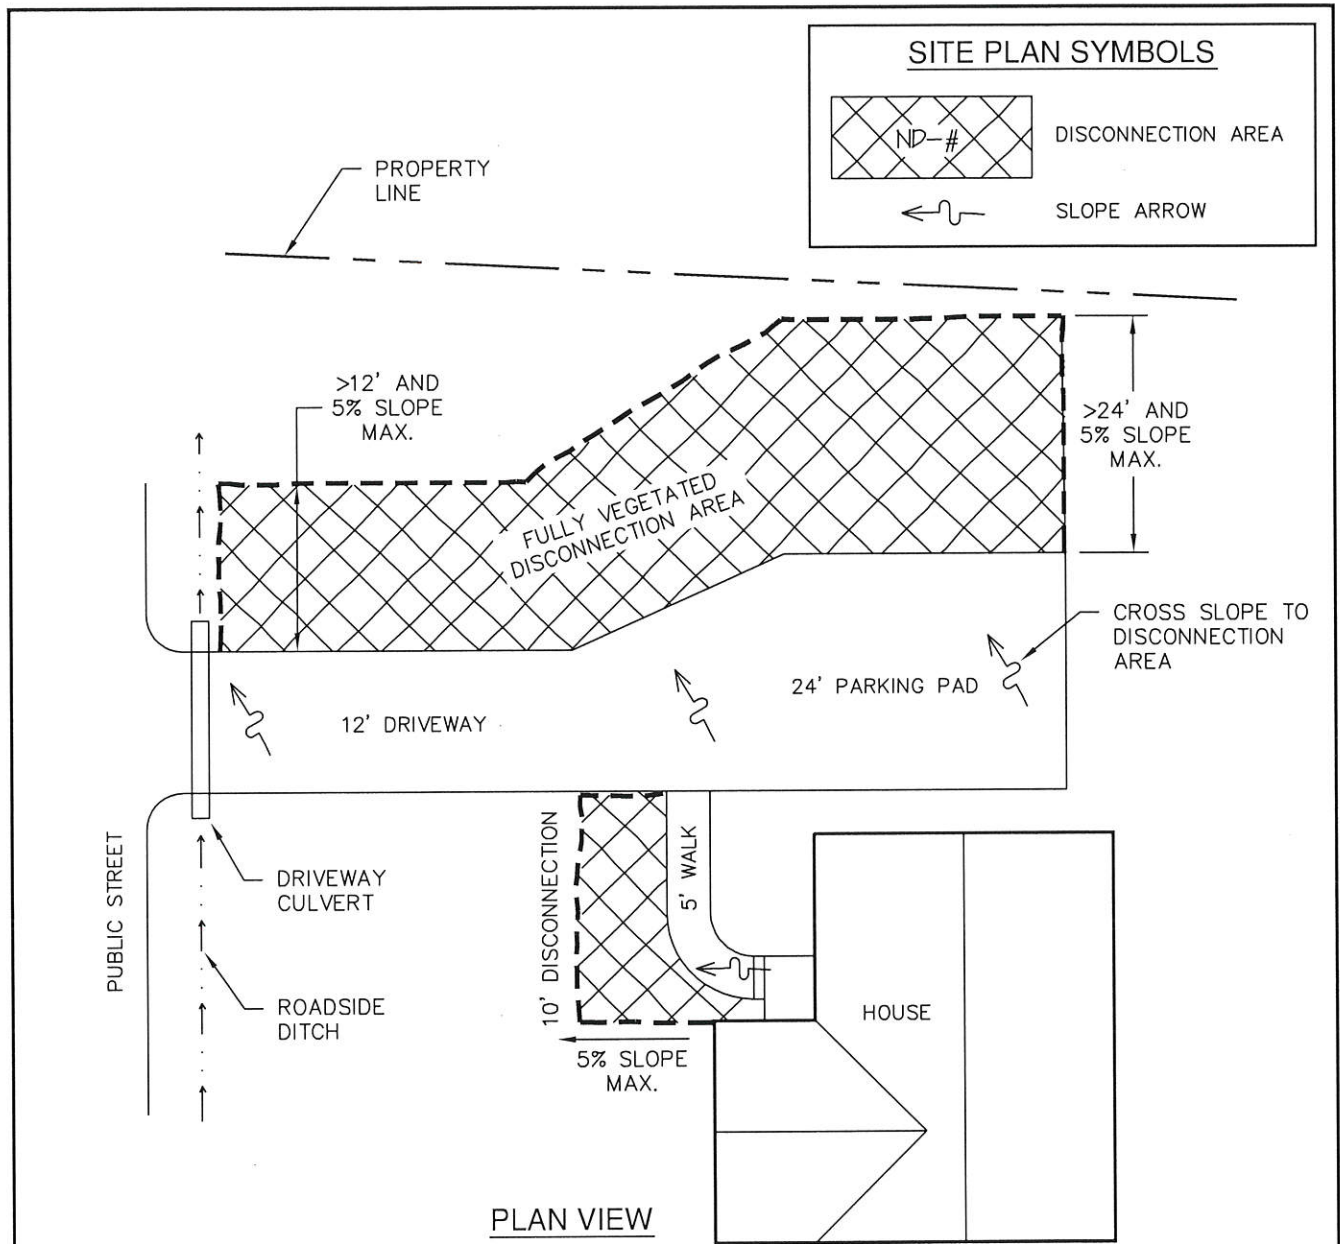 SITE PLAN SYMBOLS
ND-#
DISCONNECTION AREA
SLOPE ARROW
PROPERTY
LINE
>12' AND
5% SLOPE
MAX.
>24' AND
5% SLOPE
MAX.
FULLY VEGETATED
DISCONNECTION AREA
CROSS SLOPE TO
DISCONNECTION
AREA
24' PARKING PAD
12' DRIVEWAY
PUBLIC STREET
DRIVEWAY
CULVERT
ROADSIDE
DITCH
10' DISCONNECTION
5' WALK
5% SLOPE
MAX.
HOUSE
PLAN VIEW